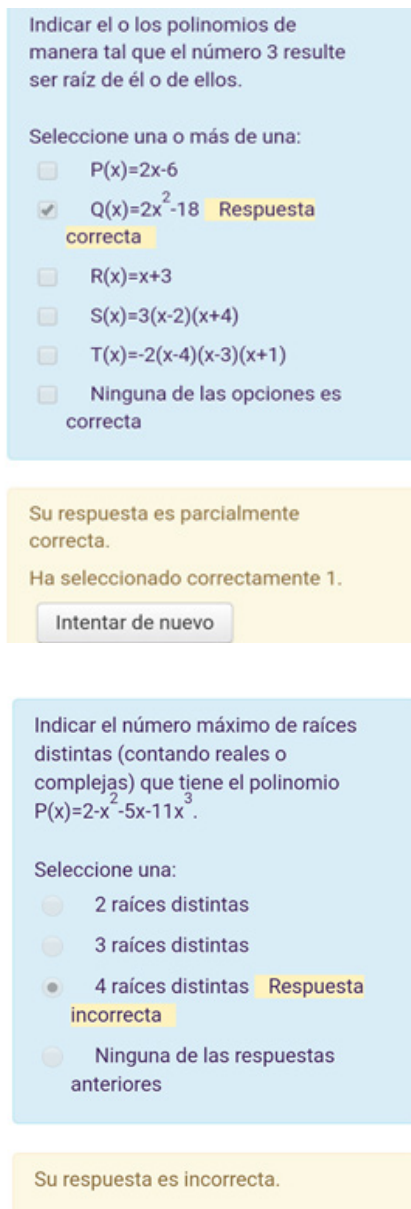 Indicar el o los polinomios de
manera tal que el número 3 resulte
ser raíz de él o de ellos.
Seleccione una o más de una:
P(x)=2x-6
Q(x)=2x²-18 Respuesta
correcta
R(x)=x+3
S(x)=3(x-2)(x+4)
T(x)=-2(x-4)(x-3)(x+1)
Ninguna de las opciones es
correcta
Su respuesta es parcialmente
correcta.
Ha seleccionado correctamente 1.
Intentar de nuevo
Indicar el número máximo de raíces
distintas (contando reales o
complejas) que tiene el polinomio
P(x)=2-x²-5x-11x³.
Seleccione una:
2 raíces distintas
3 raíces distintas
4 raíces distintas Respuesta
incorrecta
Ninguna de las respuestas
anteriores
Su respuesta es incorrecta.